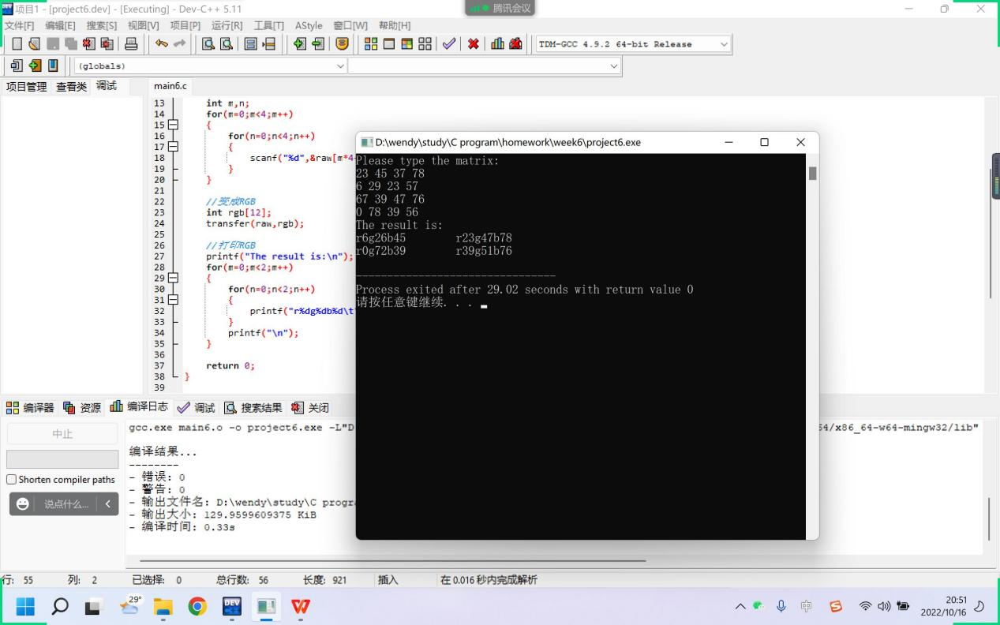 项目1 - [project6.dev] - [Executing] - Dev-C++ 5.11
腾讯会议
文件[F] 编辑[E] 搜索[S] 视图[V] 项目[P] 运行[R] 工具[T] AStyle 窗口[W] 帮助[H]
TDM-GCC 4.9.2 64-bit Release
(globals)
项目管理 查看类 调试
main6.c
13 int m,n;
14 for(m=0;m<4;m++)
15 {
16 for(n=0;n<4;n++)
17 {
18 scanf("%d",&raw[m*4
19 }
20 }
21
22 //变成RGB
23 int rgb[12];
24 transfer(raw,rgb);
25
26 //打印RGB
27 printf("The result is:\n");
28 for(m=0;m<2;m++)
29 {
30 for(n=0;n<2;n++)
31 {
32 printf("r%dg%db%d\t
33 }
34 printf("\n");
35 }
36
37 return 0;
38 }
39
D:\wendy\study\C program\homework\week6\project6.exe
Please type the matrix:
23 45 37 78
6 29 23 57
67 39 47 76
0 78 39 56
The result is:
r6g26b45 r23g47b78
r0g72b39 r39g51b76
--------------------------------
Process exited after 29.02 seconds with return value 0
请按任意键继续. . .
编译器 资源 编译日志 调试 搜索结果 关闭
中止
Shorten compiler paths
说点什么...
gcc.exe main6.o -o project6.exe -L"D
64/x86_64-w64-mingw32/lib"
编译结果...
--------
- 错误: 0
- 警告: 0
- 输出文件名: D:\wendy\study\C progra
- 输出大小: 129.9599609375 KiB
- 编译时间: 0.33s
行: 55 列: 2 已选择: 0 总行数: 56 长度: 921 插入 在 0.016 秒内完成解析
29°
DEV
中
20:51
2022/10/16